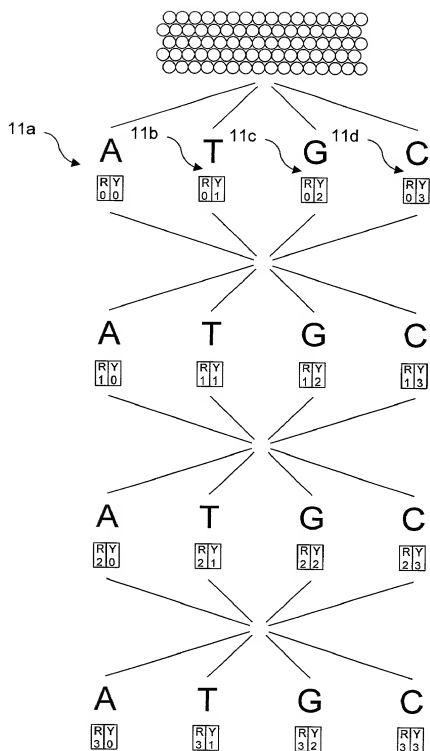 11a 11b 11c 11d
A T G C
R Y R Y R Y R Y
0 0 0 1 0 2 0 3
A T G C
R Y R Y R Y R Y
1 0 1 1 1 2 1 3
A T G C
R Y R Y R Y R Y
2 0 2 1 2 2 2 3
A T G C
R Y R Y R Y R Y
3 0 3 1 3 2 3 3